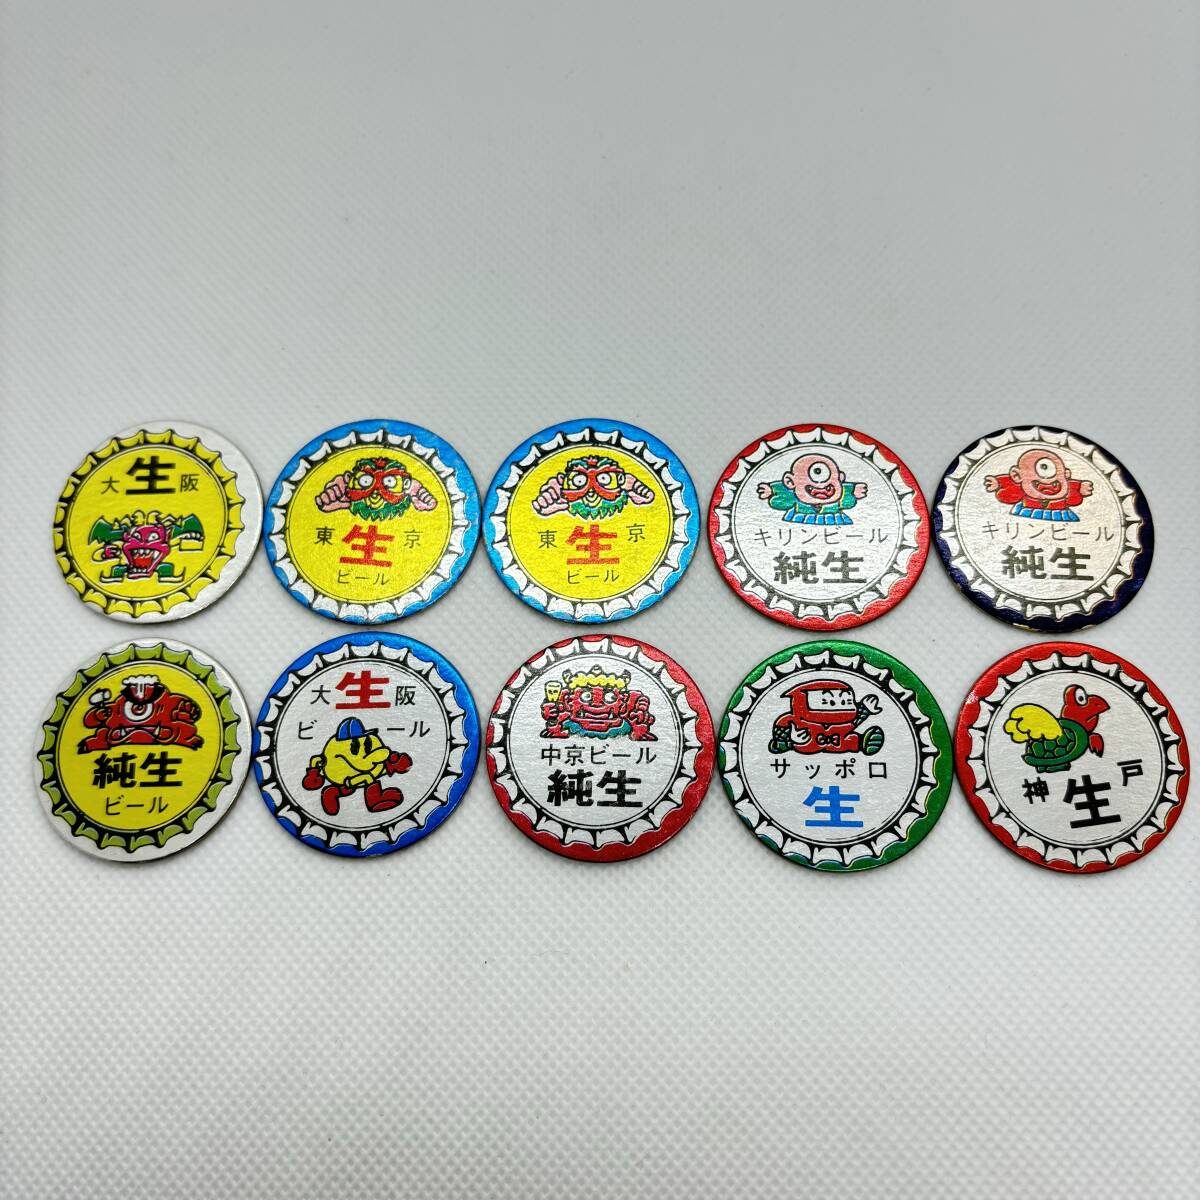 大生阪
東生京
ビール
東生京
ビール
キリンビール
純生
キリンビール
純生
純生
ビール
大生阪
ビール
中京ビール
純生
サッポロ
生
神生戸